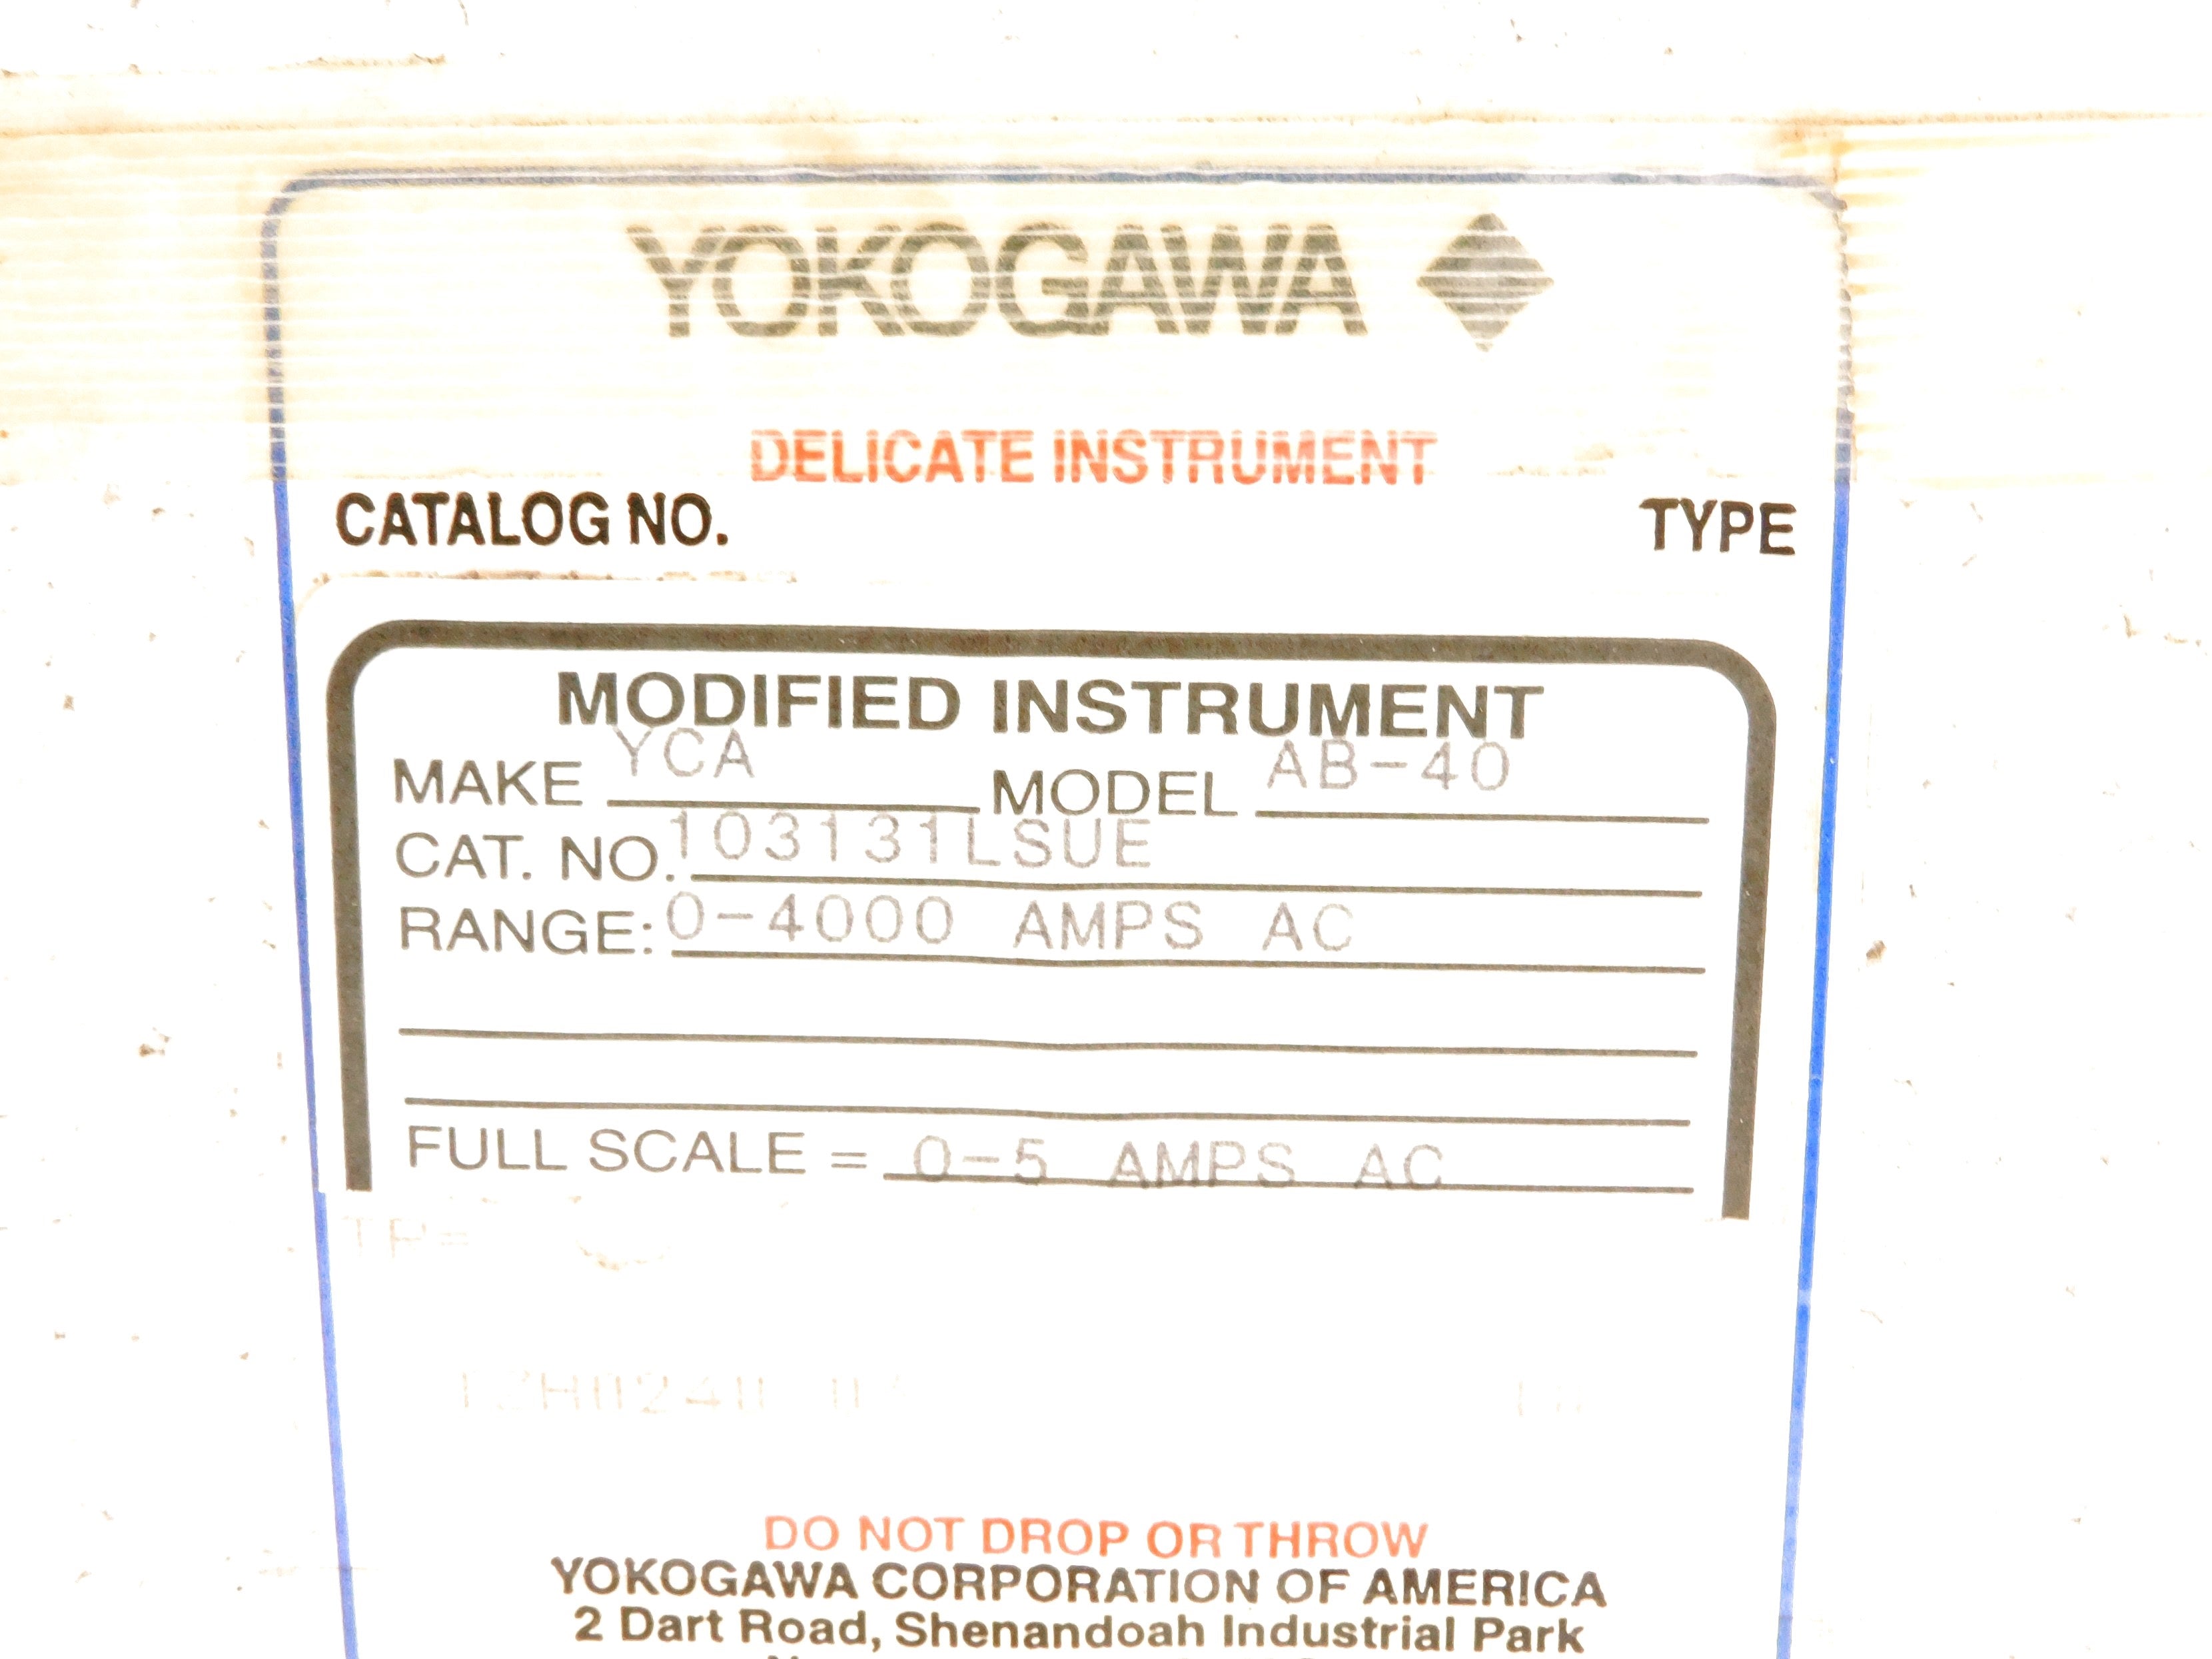 YOKOGAWA
DELICATE INSTRUMENT
CATALOG NO. TYPE
MODIFIED INSTRUMENT
MAKE YCA MODEL AB-40
CAT. NO. 103131LSUE
RANGE: 0-4000 AMPS AC
FULL SCALE = 0-5 AMPS AC
DO NOT DROP OR THROW
YOKOGAWA CORPORATION OF AMERICA
2 Dart Road, Shenandoah Industrial Park